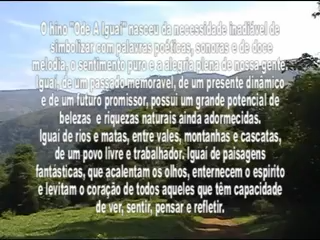 O hino "Ode A Iguaí" nasceu da necessidade inadiável de
simbolizar com palavras poéticas, sonoras e de doce
melodia, o sentimento puro e a alegria plena de nossa gente.
Iguaí, de um passado memorável, de um presente dinâmico
e de um futuro promissor, possui um grande potencial de
belezas e riquezas naturais ainda adormecidas.
Iguaí de rios e matas, entre vales, montanhas e cascatas,
de um povo livre e trabalhador. Iguaí de paisagens
fantásticas, que acalentam os olhos, enternecem o espirito
e levitam o coração de todos aqueles que têm capacidade
de ver, sentir, pensar e refletir.